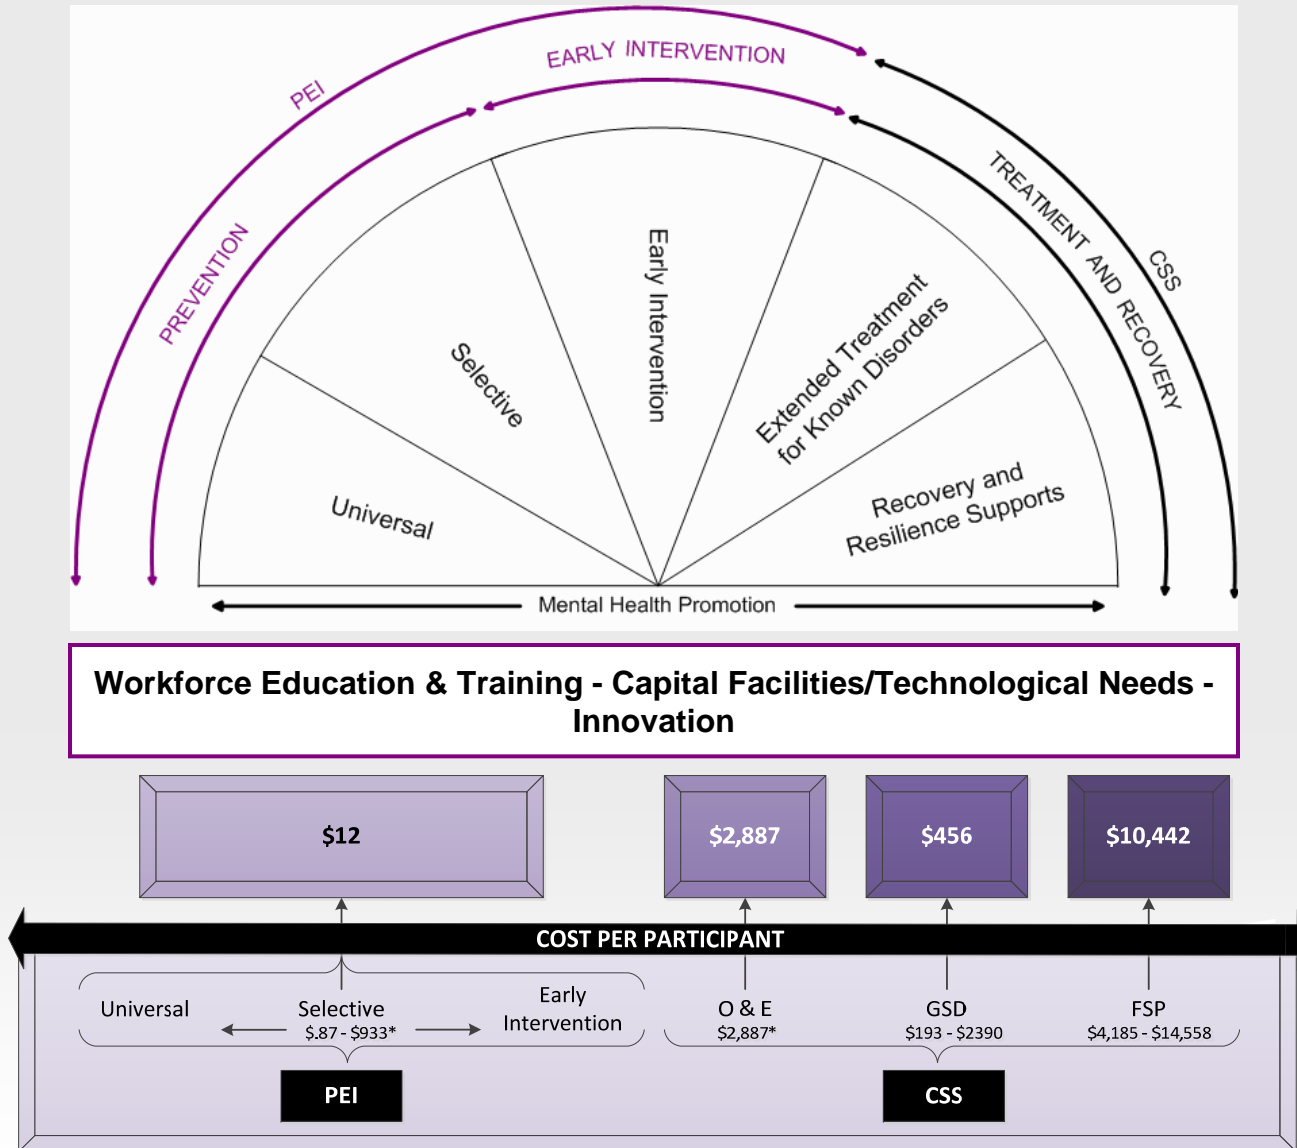 PEI
EARLY INTERVENTION
PREVENTION
TREATMENT AND RECOVERY
CSS
Universal
Selective
Early Intervention
Extended Treatment
for Known Disorders
Recovery and
Resilience Supports
Mental Health Promotion
Workforce Education & Training - Capital Facilities/Technological Needs -
Innovation
$12
$2,887
$456
$10,442
COST PER PARTICIPANT
Universal
Selective
$.87 - $933*
Early
Intervention
O & E
$2,887*
GSD
$193 - $2390
FSP
$4,185 - $14,558
PEI
CSS